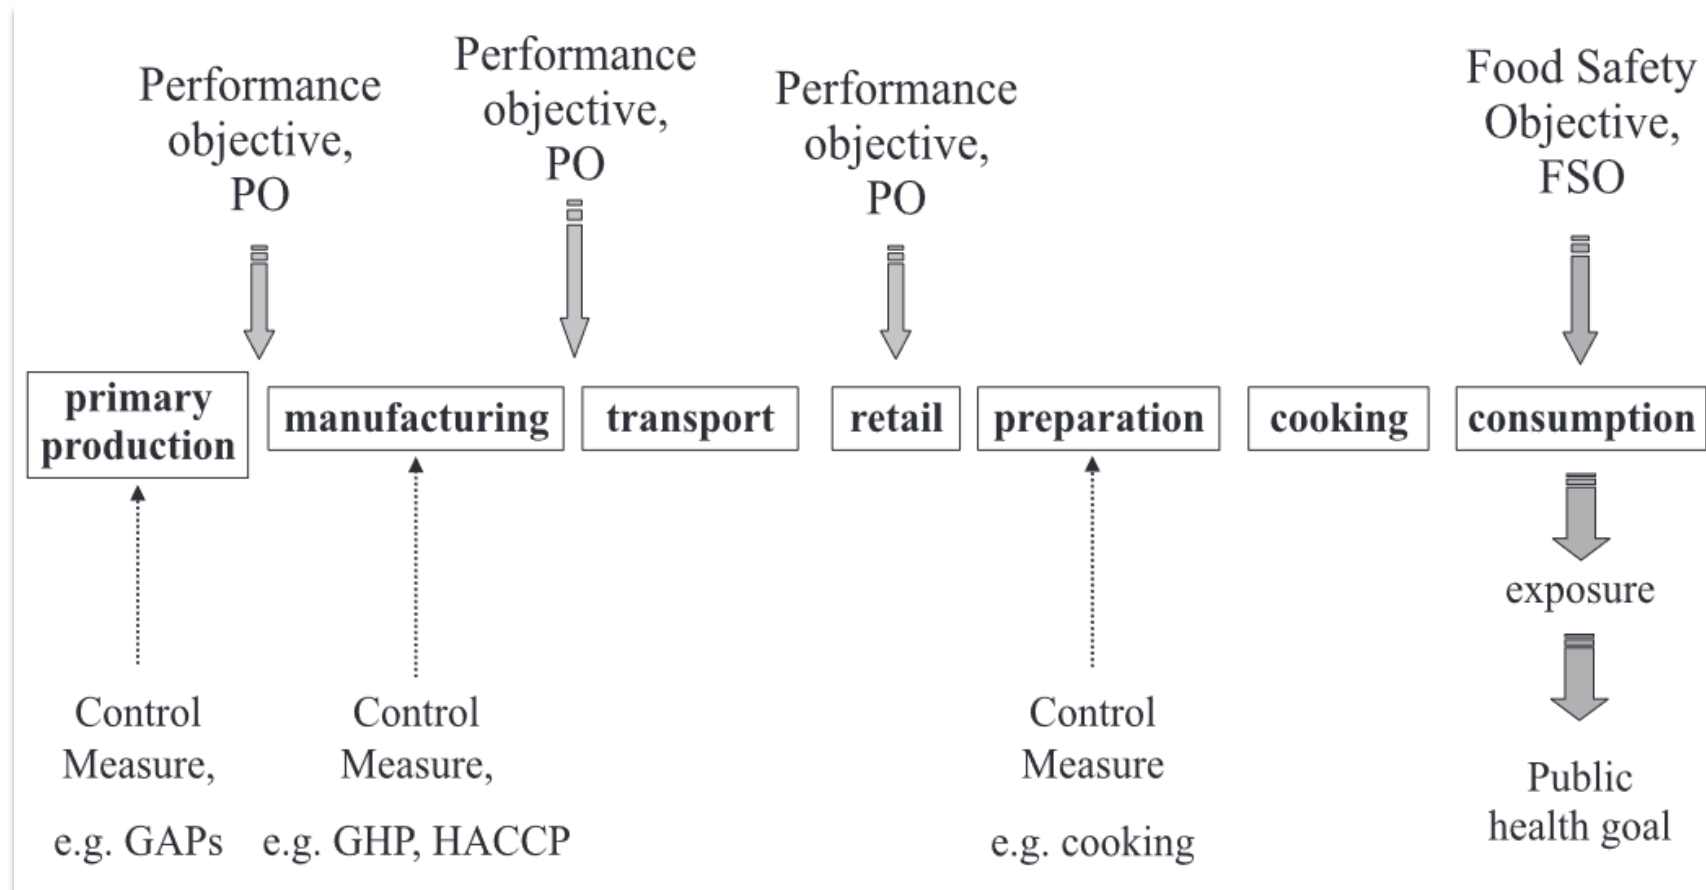 Performance
objective,
PO
Performance
objective,
PO
Performance
objective,
PO
Food Safety
Objective,
FSO
primary
production
manufacturing
transport
retail
preparation
cooking
consumption
exposure
Control
Measure,
e.g. GAPs
Control
Measure,
e.g. GHP, HACCP
Control
Measure
e.g. cooking
Public
health goal